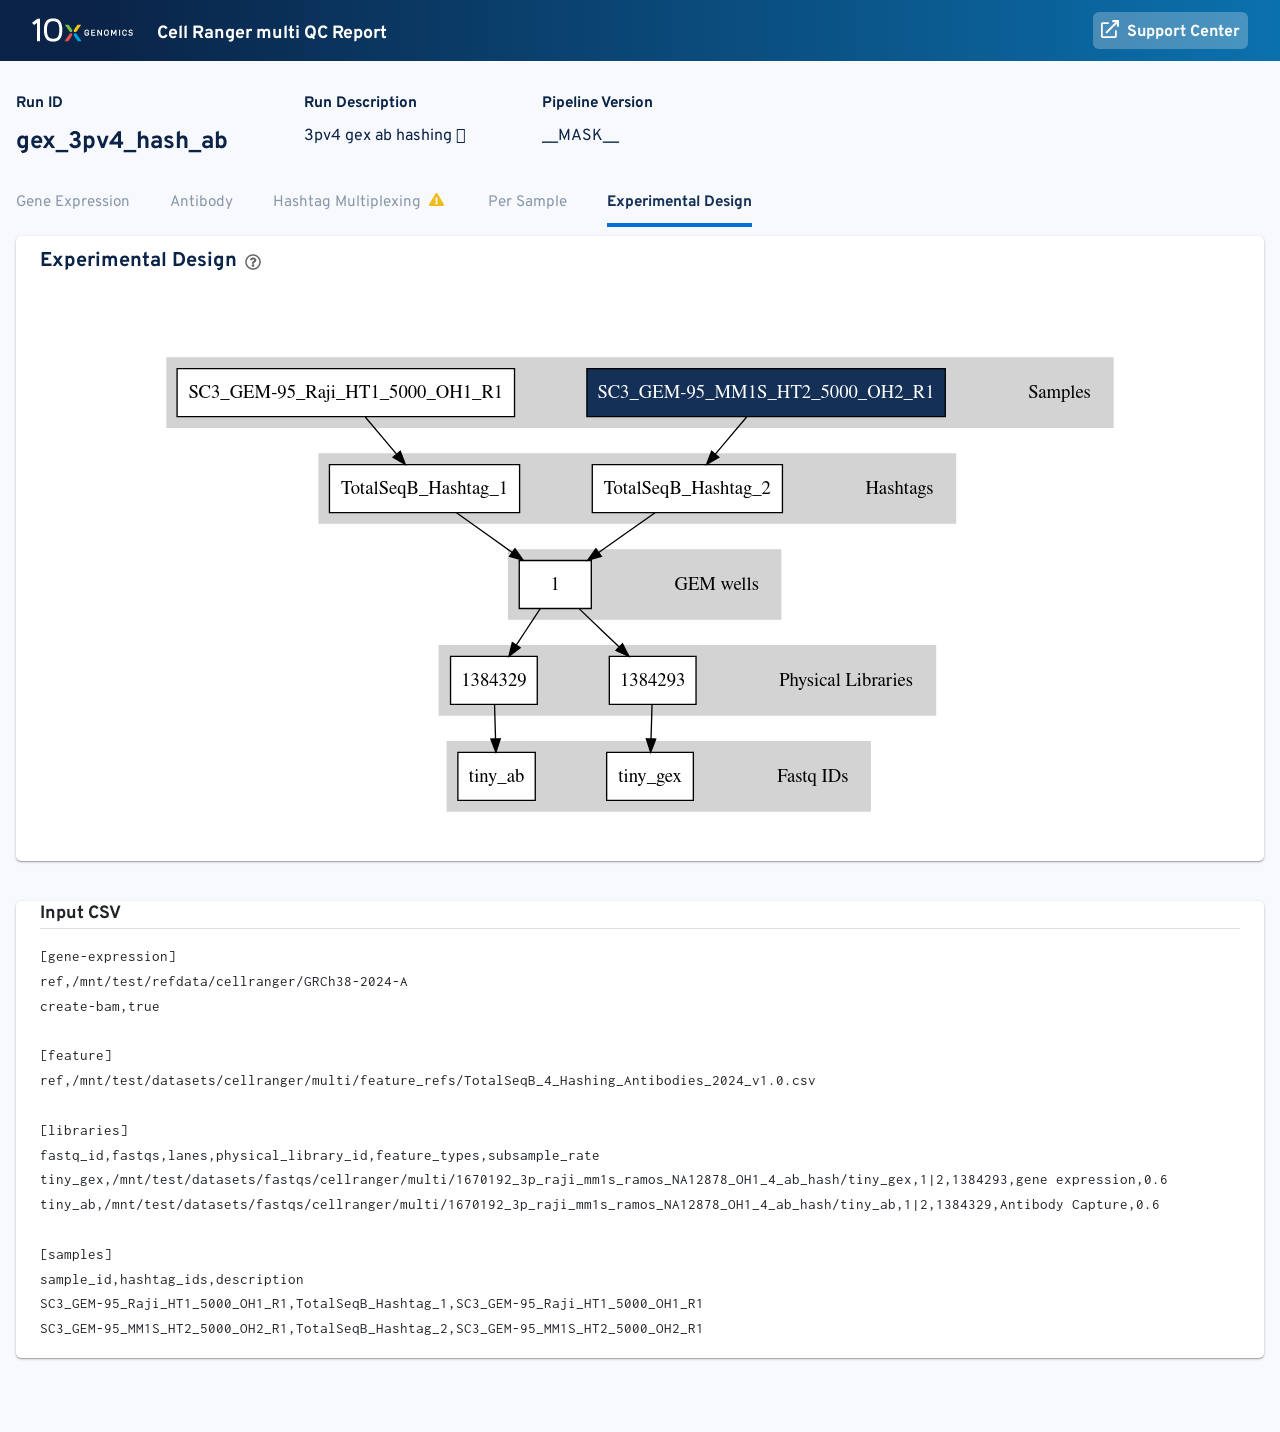 10x GENOMICS Cell Ranger multi QC Report Support Center
Run ID Run Description Pipeline Version
gex_3pv4_hash_ab 3pv4 gex ab hashing __MASK__
Gene Expression Antibody Hashtag Multiplexing Per Sample Experimental Design
Experimental Design ?
SC3_GEM-95_Raji_HT1_5000_OH1_R1 SC3_GEM-95_MM1S_HT2_5000_OH2_R1 Samples
TotalSeqB_Hashtag_1 TotalSeqB_Hashtag_2 Hashtags
1 GEM wells
1384329 1384293 Physical Libraries
tiny_ab tiny_gex Fastq IDs
Input CSV
[gene-expression]
ref,/mnt/test/refdata/cellranger/GRCh38-2024-A
create-bam,true
[feature]
ref,/mnt/test/datasets/cellranger/multi/feature_refs/TotalSeqB_4_Hashing_Antibodies_2024_v1.0.csv
[libraries]
fastq_id,fastqs,lanes,physical_library_id,feature_types,subsample_rate
tiny_gex,/mnt/test/datasets/fastqs/cellranger/multi/1670192_3p_raji_mm1s_ramos_NA12878_OH1_4_ab_hash/tiny_gex,1|2,1384293,gene expression,0.6
tiny_ab,/mnt/test/datasets/fastqs/cellranger/multi/1670192_3p_raji_mm1s_ramos_NA12878_OH1_4_ab_hash/tiny_ab,1|2,1384329,Antibody Capture,0.6
[samples]
sample_id,hashtag_ids,description
SC3_GEM-95_Raji_HT1_5000_OH1_R1,TotalSeqB_Hashtag_1,SC3_GEM-95_Raji_HT1_5000_OH1_R1
SC3_GEM-95_MM1S_HT2_5000_OH2_R1,TotalSeqB_Hashtag_2,SC3_GEM-95_MM1S_HT2_5000_OH2_R1